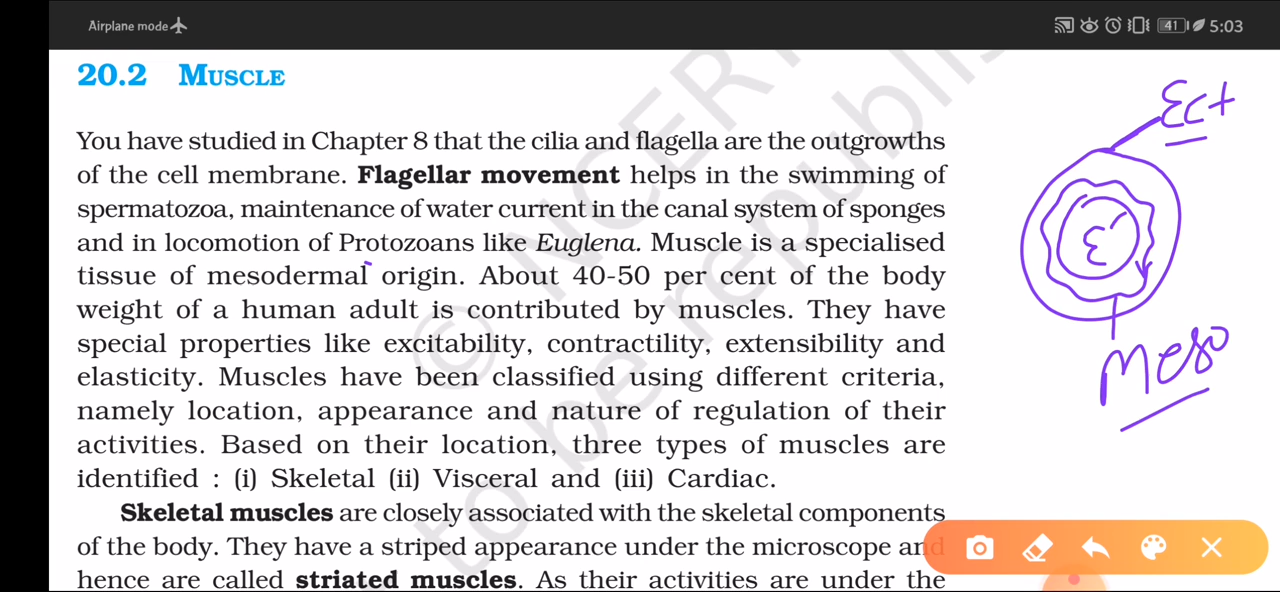 Airplane mode
41 5:03
20.2 MUSCLE
You have studied in Chapter 8 that the cilia and flagella are the outgrowths
of the cell membrane. Flagellar movement helps in the swimming of
spermatozoa, maintenance of water current in the canal system of sponges
and in locomotion of Protozoans like Euglena. Muscle is a specialised
tissue of mesodermal origin. About 40-50 per cent of the body
weight of a human adult is contributed by muscles. They have
special properties like excitability, contractility, extensibility and
elasticity. Muscles have been classified using different criteria,
namely location, appearance and nature of regulation of their
activities. Based on their location, three types of muscles are
identified : (i) Skeletal (ii) Visceral and (iii) Cardiac.
Skeletal muscles are closely associated with the skeletal components
of the body. They have a striped appearance under the microscope and
hence are called striated muscles. As their activities are under the
Ect
Meso
© NCERT
to be republis